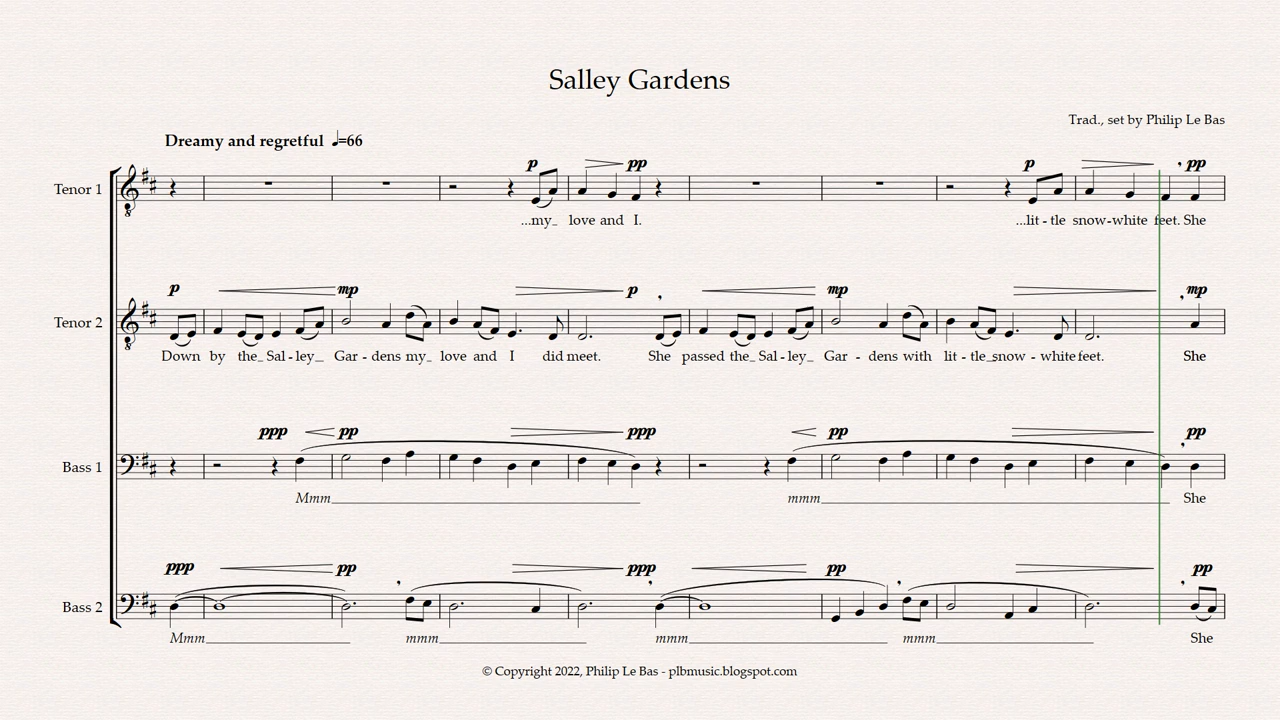 Salley Gardens
Trad., set by Philip Le Bas
Dreamy and regretful ♩=66
p pp p pp
Tenor 1
...my_ love and I. ...lit - tle snow-white feet. She
p mp p mp mp
Tenor 2
Down by the_ Sal - ley_ Gar - dens my_ love and I did meet. She passed the_ Sal - ley_ Gar - dens with lit - tle_snow - white feet. She
ppp pp ppp pp pp
Bass 1
Mmm mmm She
ppp pp ppp pp pp
Bass 2
Mmm mmm mmm mmm She
© Copyright 2022, Philip Le Bas - plbmusic.blogspot.com